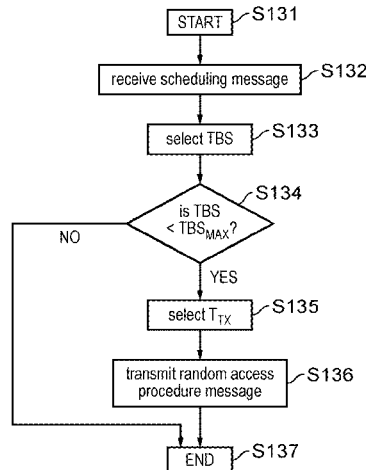 START
S131
receive scheduling message
S132
select TBS
S133
S134
is TBS
< TBSMAX?
NO
YES
select TTX
S135
transmit random access
procedure message
S136
END
S137